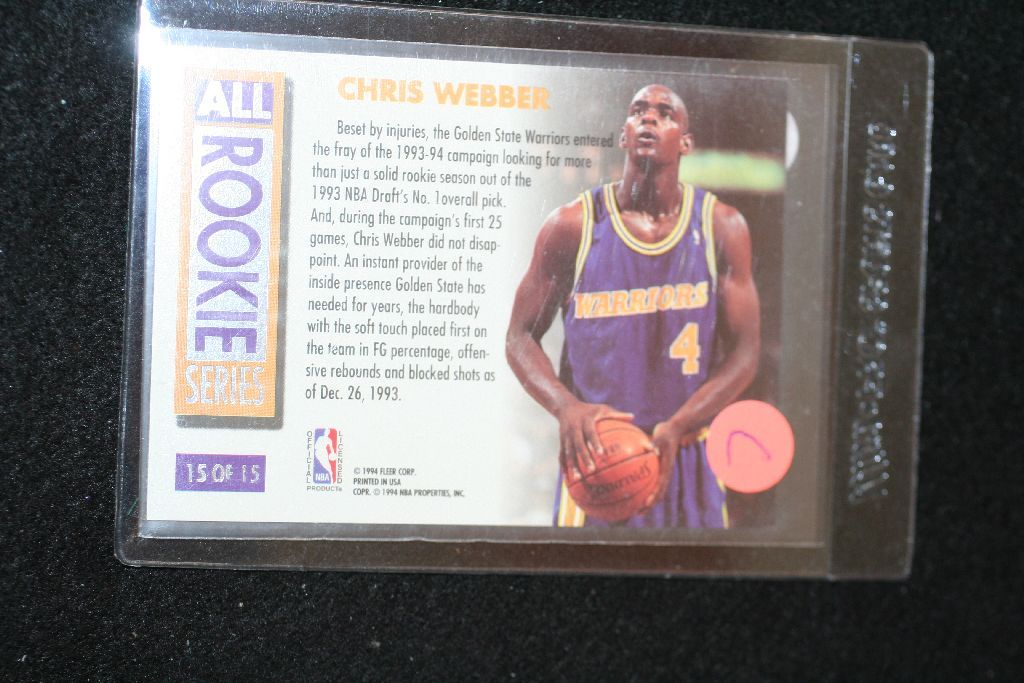 ALL
ROOKIE
SERIES
15 OF 15
CHRIS WEBBER
Beset by injuries, the Golden State Warriors entered
the fray of the 1993-94 campaign looking for more
than just a solid rookie season out of the
1993 NBA Draft's No. 1overall pick.
And, during the campaign's first 25
games, Chris Webber did not disap-
point. An instant provider of the
inside presence Golden State has
needed for years, the hardbody
with the soft touch placed first on
the team in FG percentage, offen-
sive rebounds and blocked shots as
of Dec. 26, 1993.
OFFICIAL
LICENSED
NBA
PRODUCTS
© 1994 FLEER CORP.
PRINTED IN USA
COPR. © 1994 NBA PROPERTIES, INC.
WARRIORS
4
SPALDING